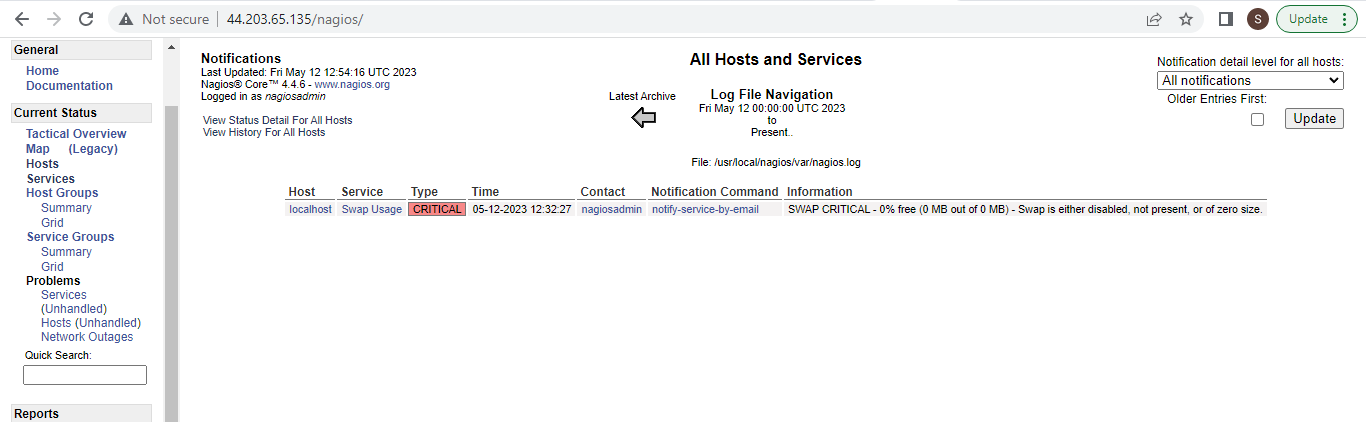 Not secure | 44.203.65.135/nagios/
S
Update
General
Home
Documentation
Current Status
Tactical Overview
Map (Legacy)
Hosts
Services
Host Groups
Summary
Grid
Service Groups
Summary
Grid
Problems
Services
(Unhandled)
Hosts (Unhandled)
Network Outages
Quick Search:
Reports
Notifications
Last Updated: Fri May 12 12:54:16 UTC 2023
Nagios® Core™ 4.4.6 - www.nagios.org
Logged in as nagiosadmin
View Status Detail For All Hosts
View History For All Hosts
All Hosts and Services
Latest Archive
Log File Navigation
Fri May 12 00:00:00 UTC 2023
to
Present..
File: /usr/local/nagios/var/nagios.log
Notification detail level for all hosts:
All notifications
Older Entries First:
Update
Host Service Type Time Contact Notification Command Information
localhost Swap Usage CRITICAL 05-12-2023 12:32:27 nagiosadmin notify-service-by-email SWAP CRITICAL - 0% free (0 MB out of 0 MB) - Swap is either disabled, not present, or of zero size.